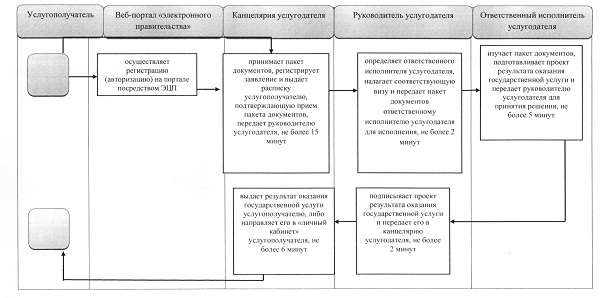 Услугополучатель
Веб-портал «электронного
правительства»
Канцелярия услугодателя
Руководитель услугодателя
Ответственный исполнитель
услугодателя
осуществляет
регистрацию
(авторизацию) на портале
посредством ЭЦП
принимает пакет
документов, регистрирует
заявление и выдает
расписку
услугополучателю,
подтверждающую прием
пакета документов,
передает руководителю
услугодателя, не более 15
минут
определяет ответственного
исполнителя услугодателя,
налагает соответствующую
визу и передает пакет
документов
ответственному
исполнителю услугодателя
для исполнения, не более 2
минут
изучает пакет документов,
подготавливает проект
результата оказания
государственной услуги и
передает руководителю
услугодателя для
принятия решения, не
более 5 минут
выдает результат оказания
государственной услуги
услугополучателю, либо
направляет его в «личный
кабинет»
услугополучателя, не
более 6 минут
подписывает проект
результата оказания
государственной услуги
и передает его в
канцелярию
услугодателя, не более
2 минут